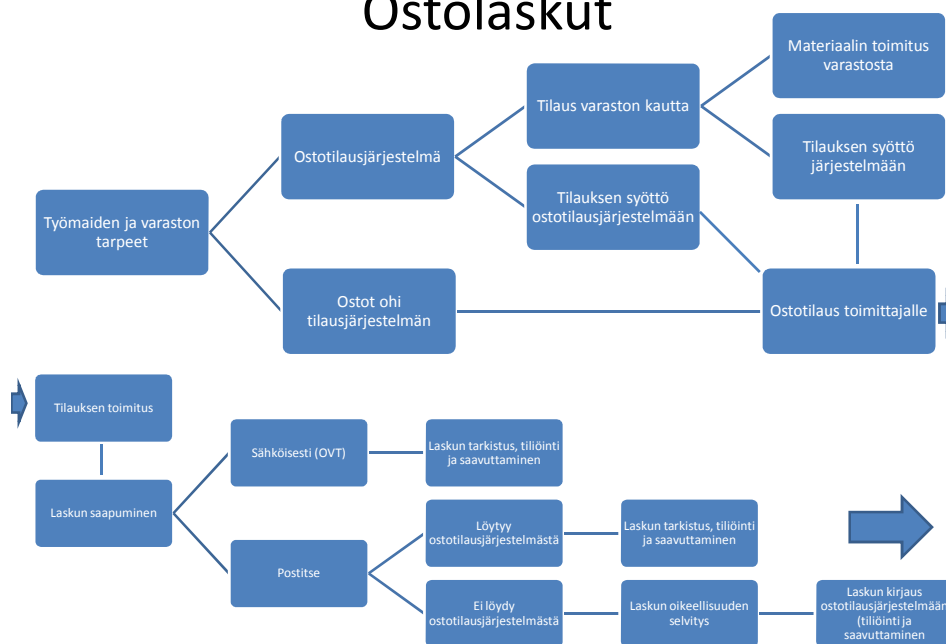 Ostolaskut
Materiaalin toimitus
varastosta
Tilaus varaston kautta
Ostotilausjärjestelmä
Tilauksen syöttö
järjestelmään
Työmaiden ja varaston
tarpeet
Tilauksen syöttö
ostotilausjärjestelmään
Ostot ohi
tilausjärjestelmän
Ostotilaus toimittajalle
Tilauksen toimitus
Sähköisesti (OVT)
Laskun tarkistus, tiliöinti
ja saavuttaminen
Laskun saapuminen
Löytyy
ostotilausjärjestelmästä
Laskun tarkistus, tiliöinti
ja saavuttaminen
Postitse
Ei löydy
ostotilausjärjestelmästä
Laskun oikeellisuuden
selvitys
Laskun kirjaus
ostotilausjärjestelmään
(tiliöinti ja
saavuttaminen